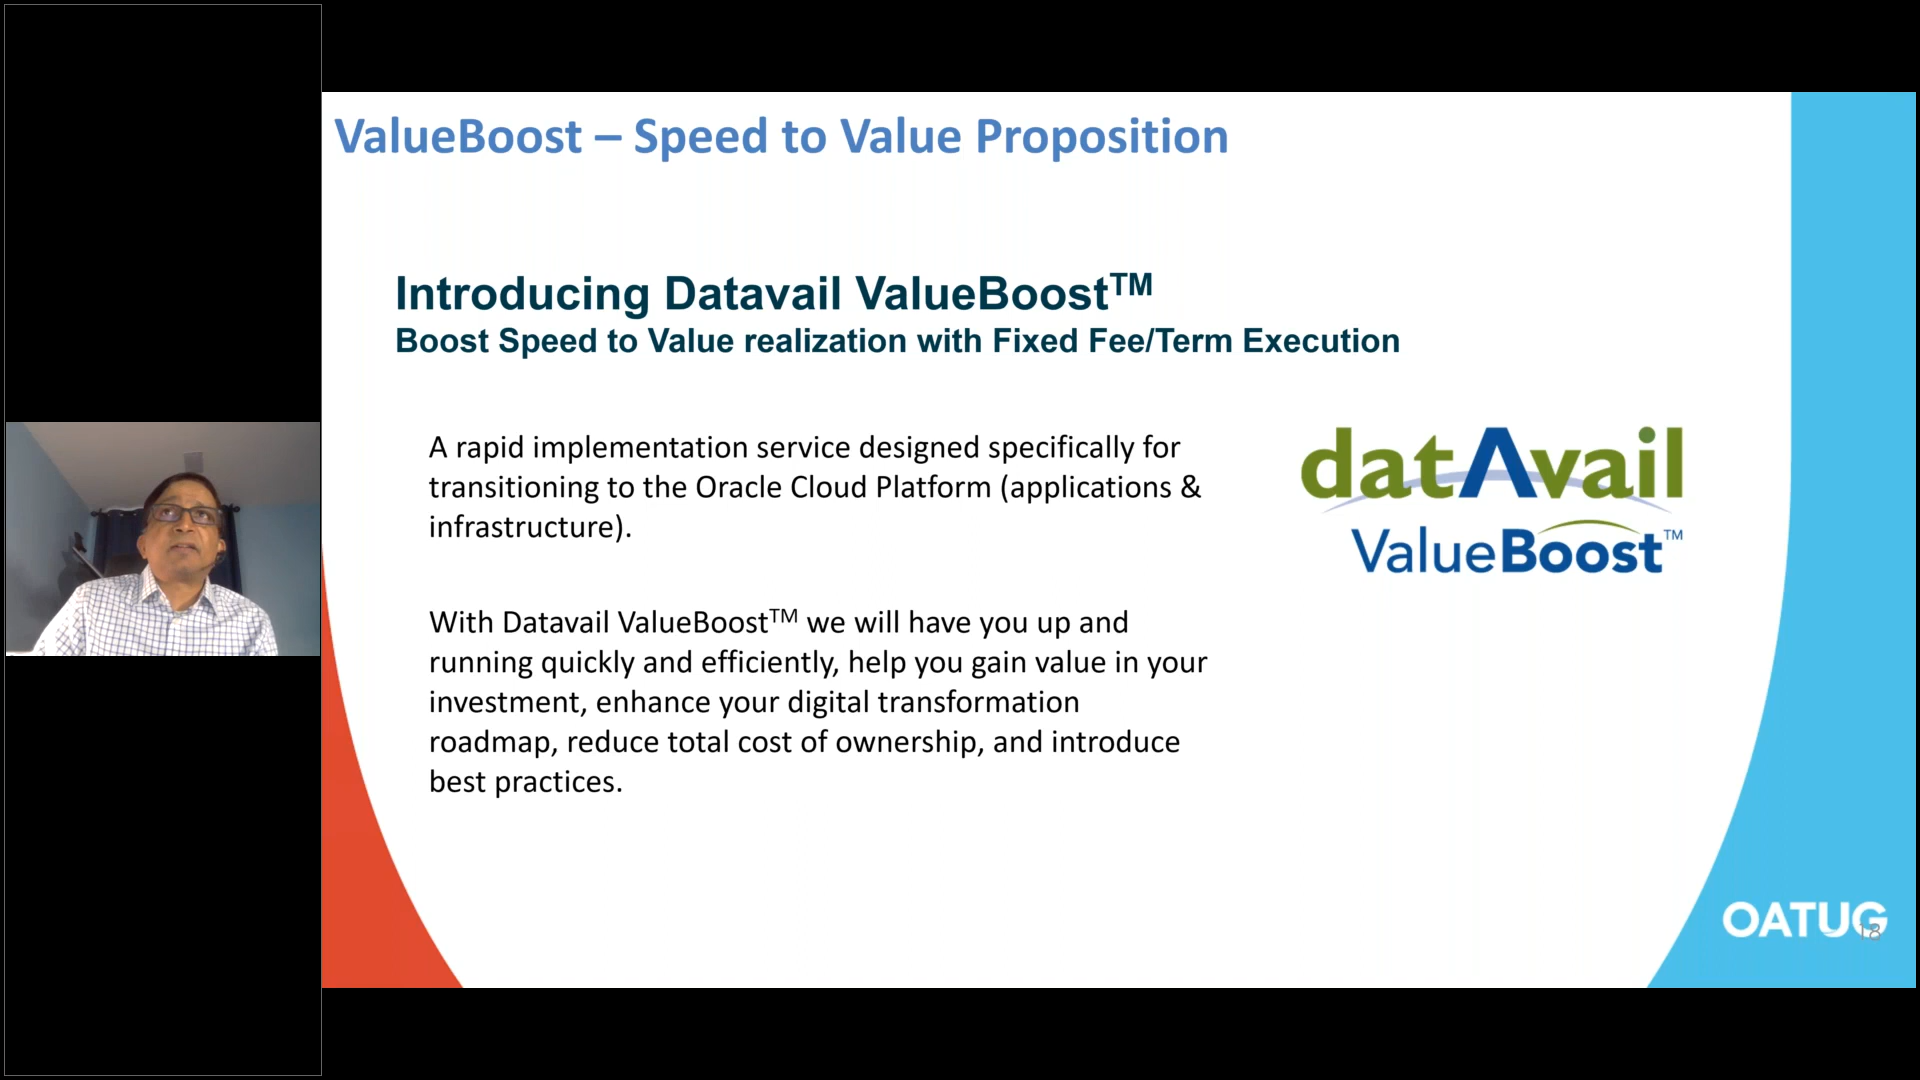 ValueBoost – Speed to Value Proposition
Introducing Datavail ValueBoost™
Boost Speed to Value realization with Fixed Fee/Term Execution
A rapid implementation service designed specifically for
transitioning to the Oracle Cloud Platform (applications &
infrastructure).
datAvail
ValueBoost™
With Datavail ValueBoost™ we will have you up and
running quickly and efficiently, help you gain value in your
investment, enhance your digital transformation
roadmap, reduce total cost of ownership, and introduce
best practices.
OATUG
18